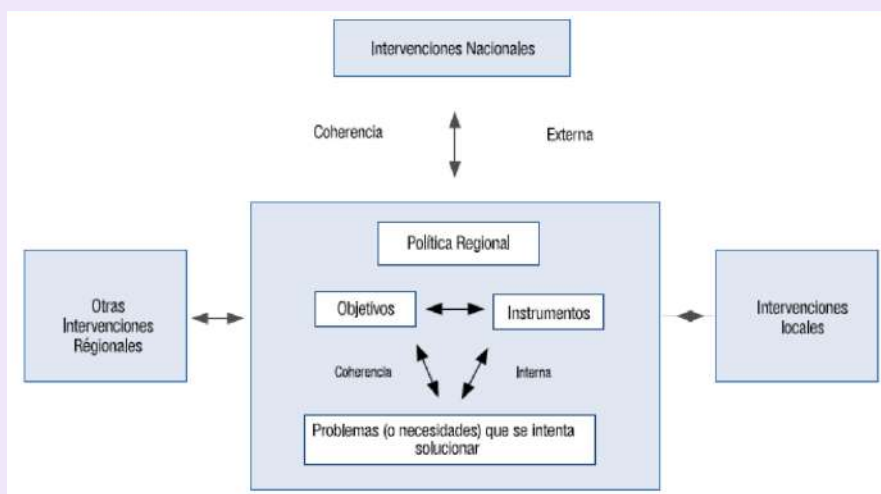 Intervenciones Nacionales
Coherencia
Externa
Política Regional
Otras
Intervenciones
Régionales
Objetivos
Instrumentos
Intervenciones
locales
Coherencia
Interna
Problemas (o necesidades) que se intenta
solucionar